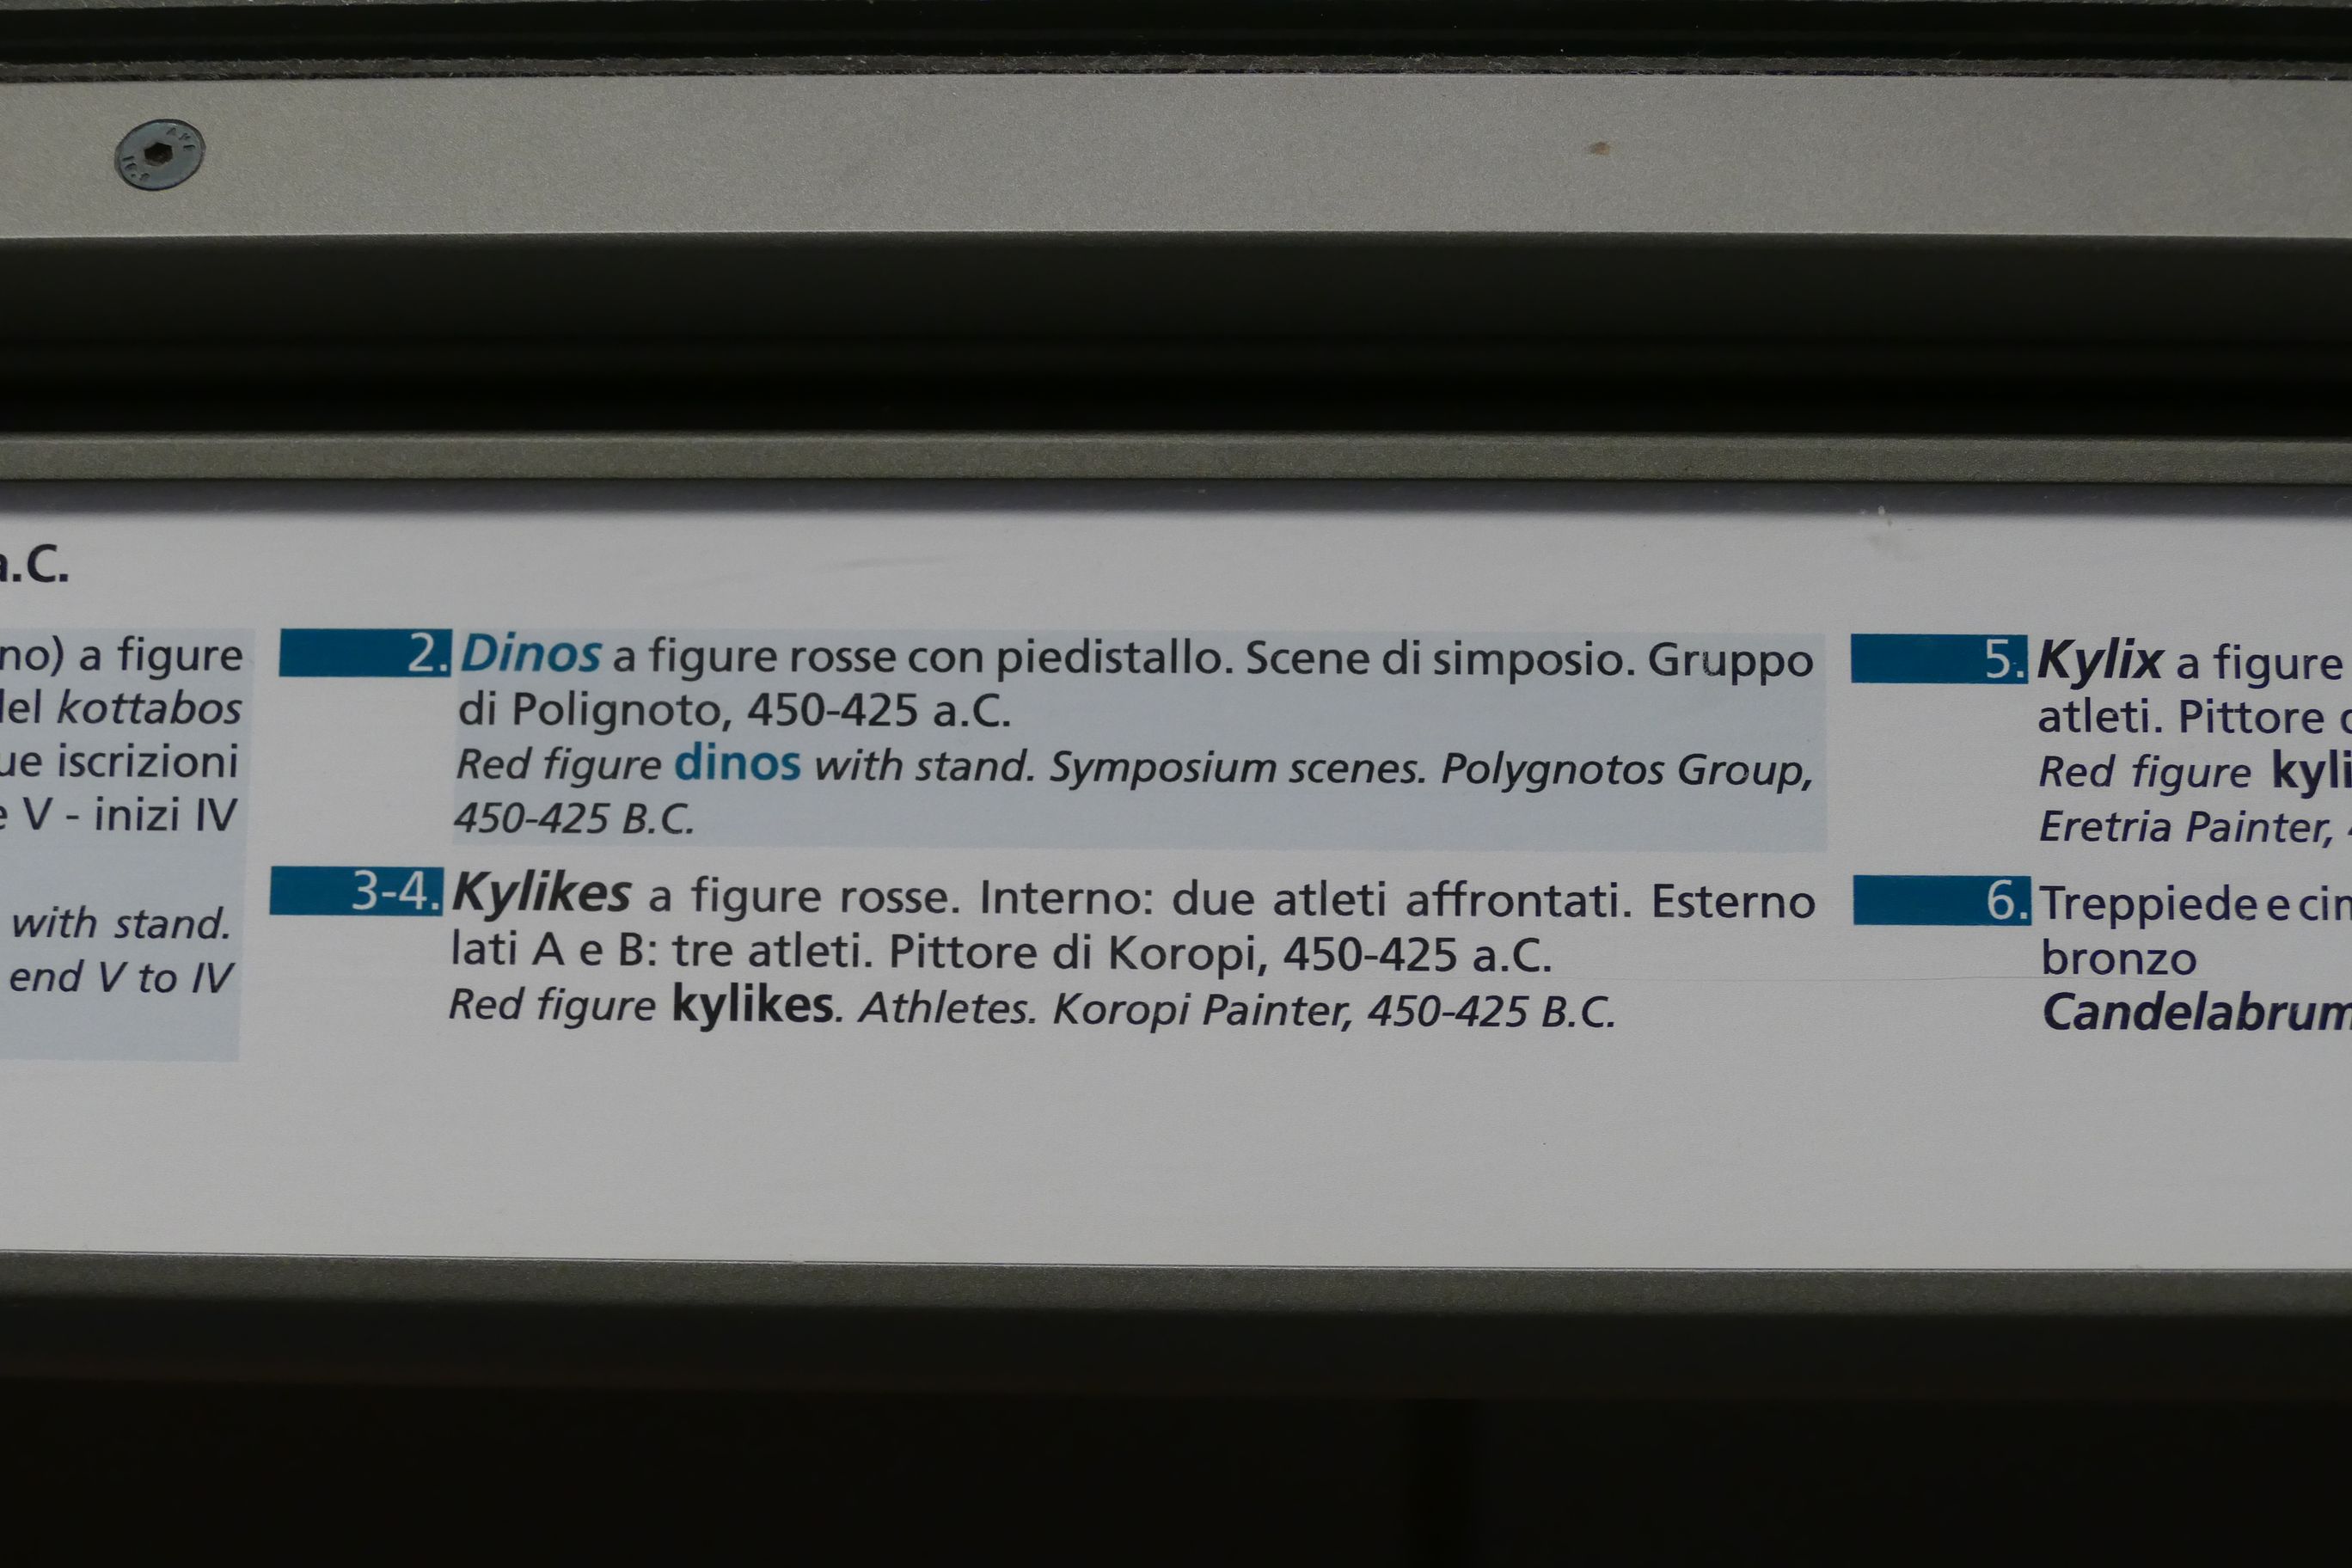 a.C.
a figure
kottabos
iscrizioni
V - inizi IV
with stand.
end V to IV
2. Dinos a figure rosse con piedistallo. Scene di simposio. Gruppo
di Polignoto, 450-425 a.C.
Red figure dinos with stand. Symposium scenes. Polygnotos Group,
450-425 B.C.
3-4. Kylikes a figure rosse. Interno: due atleti affrontati. Esterno
lati A e B: tre atleti. Pittore di Koropi, 450-425 a.C.
Red figure kylikes. Athletes. Koropi Painter, 450-425 B.C.
5. Kylix a figure
atleti. Pittore
Red figure
Eretria Painter,
6. Treppiede e
bronzo
Candelabrum